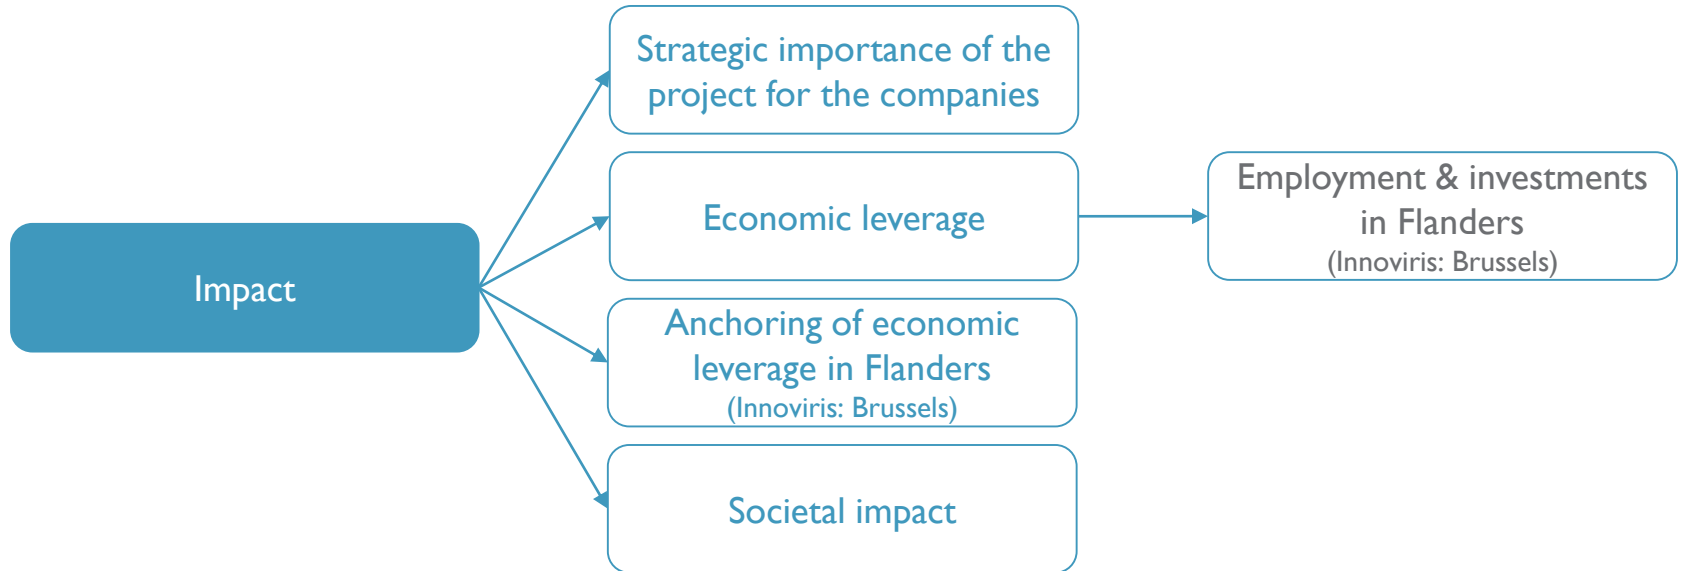 Impact
Strategic importance of the
project for the companies
Economic leverage
Employment & investments
in Flanders
(Innoviris: Brussels)
Anchoring of economic
leverage in Flanders
(Innoviris: Brussels)
Societal impact